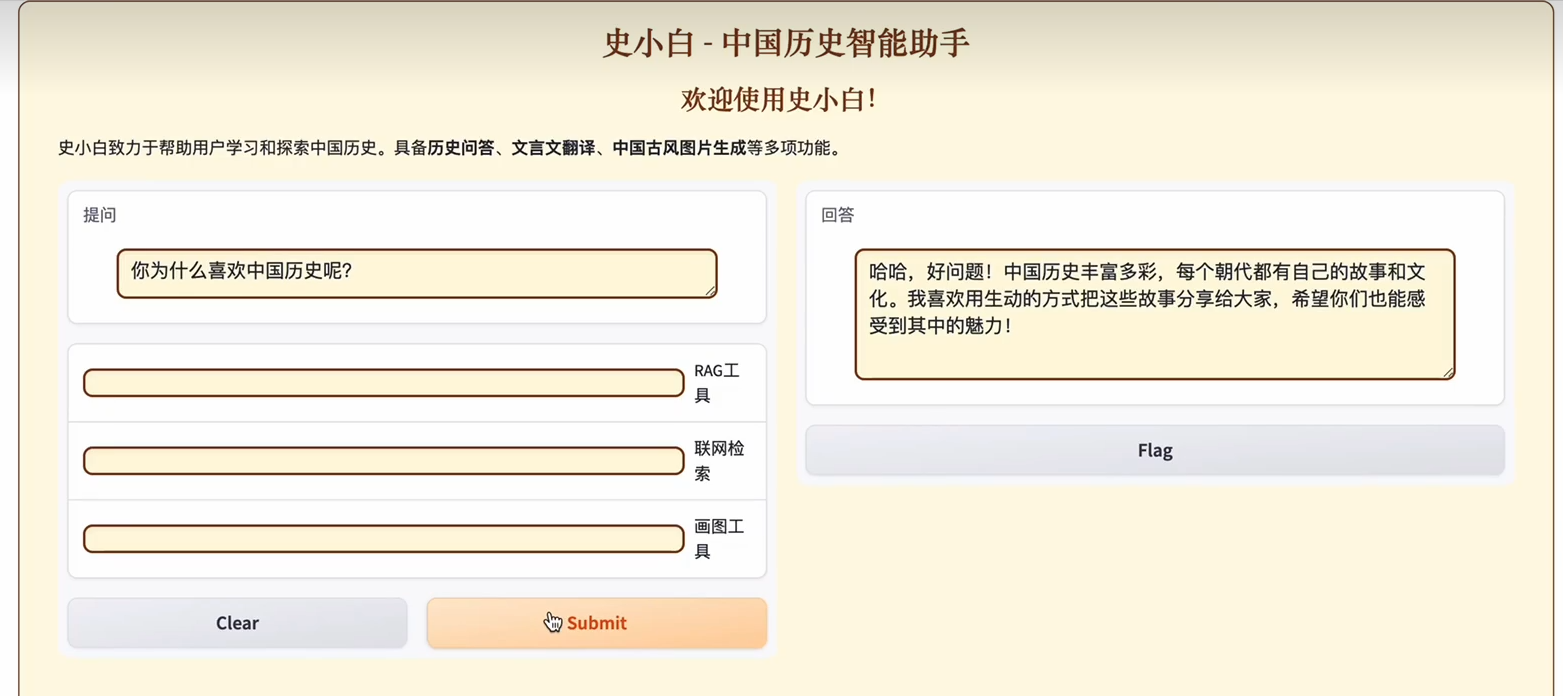 史小白 - 中国历史智能助手
欢迎使用史小白！
史小白致力于帮助用户学习和探索中国历史。具备历史问答、文言文翻译、中国古风图片生成等多项功能。
提问
你为什么喜欢中国历史呢?
RAG工
具
联网检
索
画图工
具
Clear
Submit
回答
哈哈，好问题！中国历史丰富多彩，每个朝代都有自己的故事和文
化。我喜欢用生动的方式把这些故事分享给大家，希望你们也能感
受到其中的魅力！
Flag